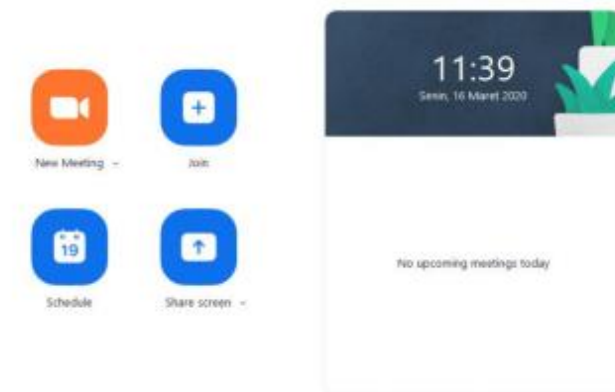 New Meeting
Join
19
Schedule
Share screen
11:39
Senin, 16 Maret 2020
No upcoming meetings today